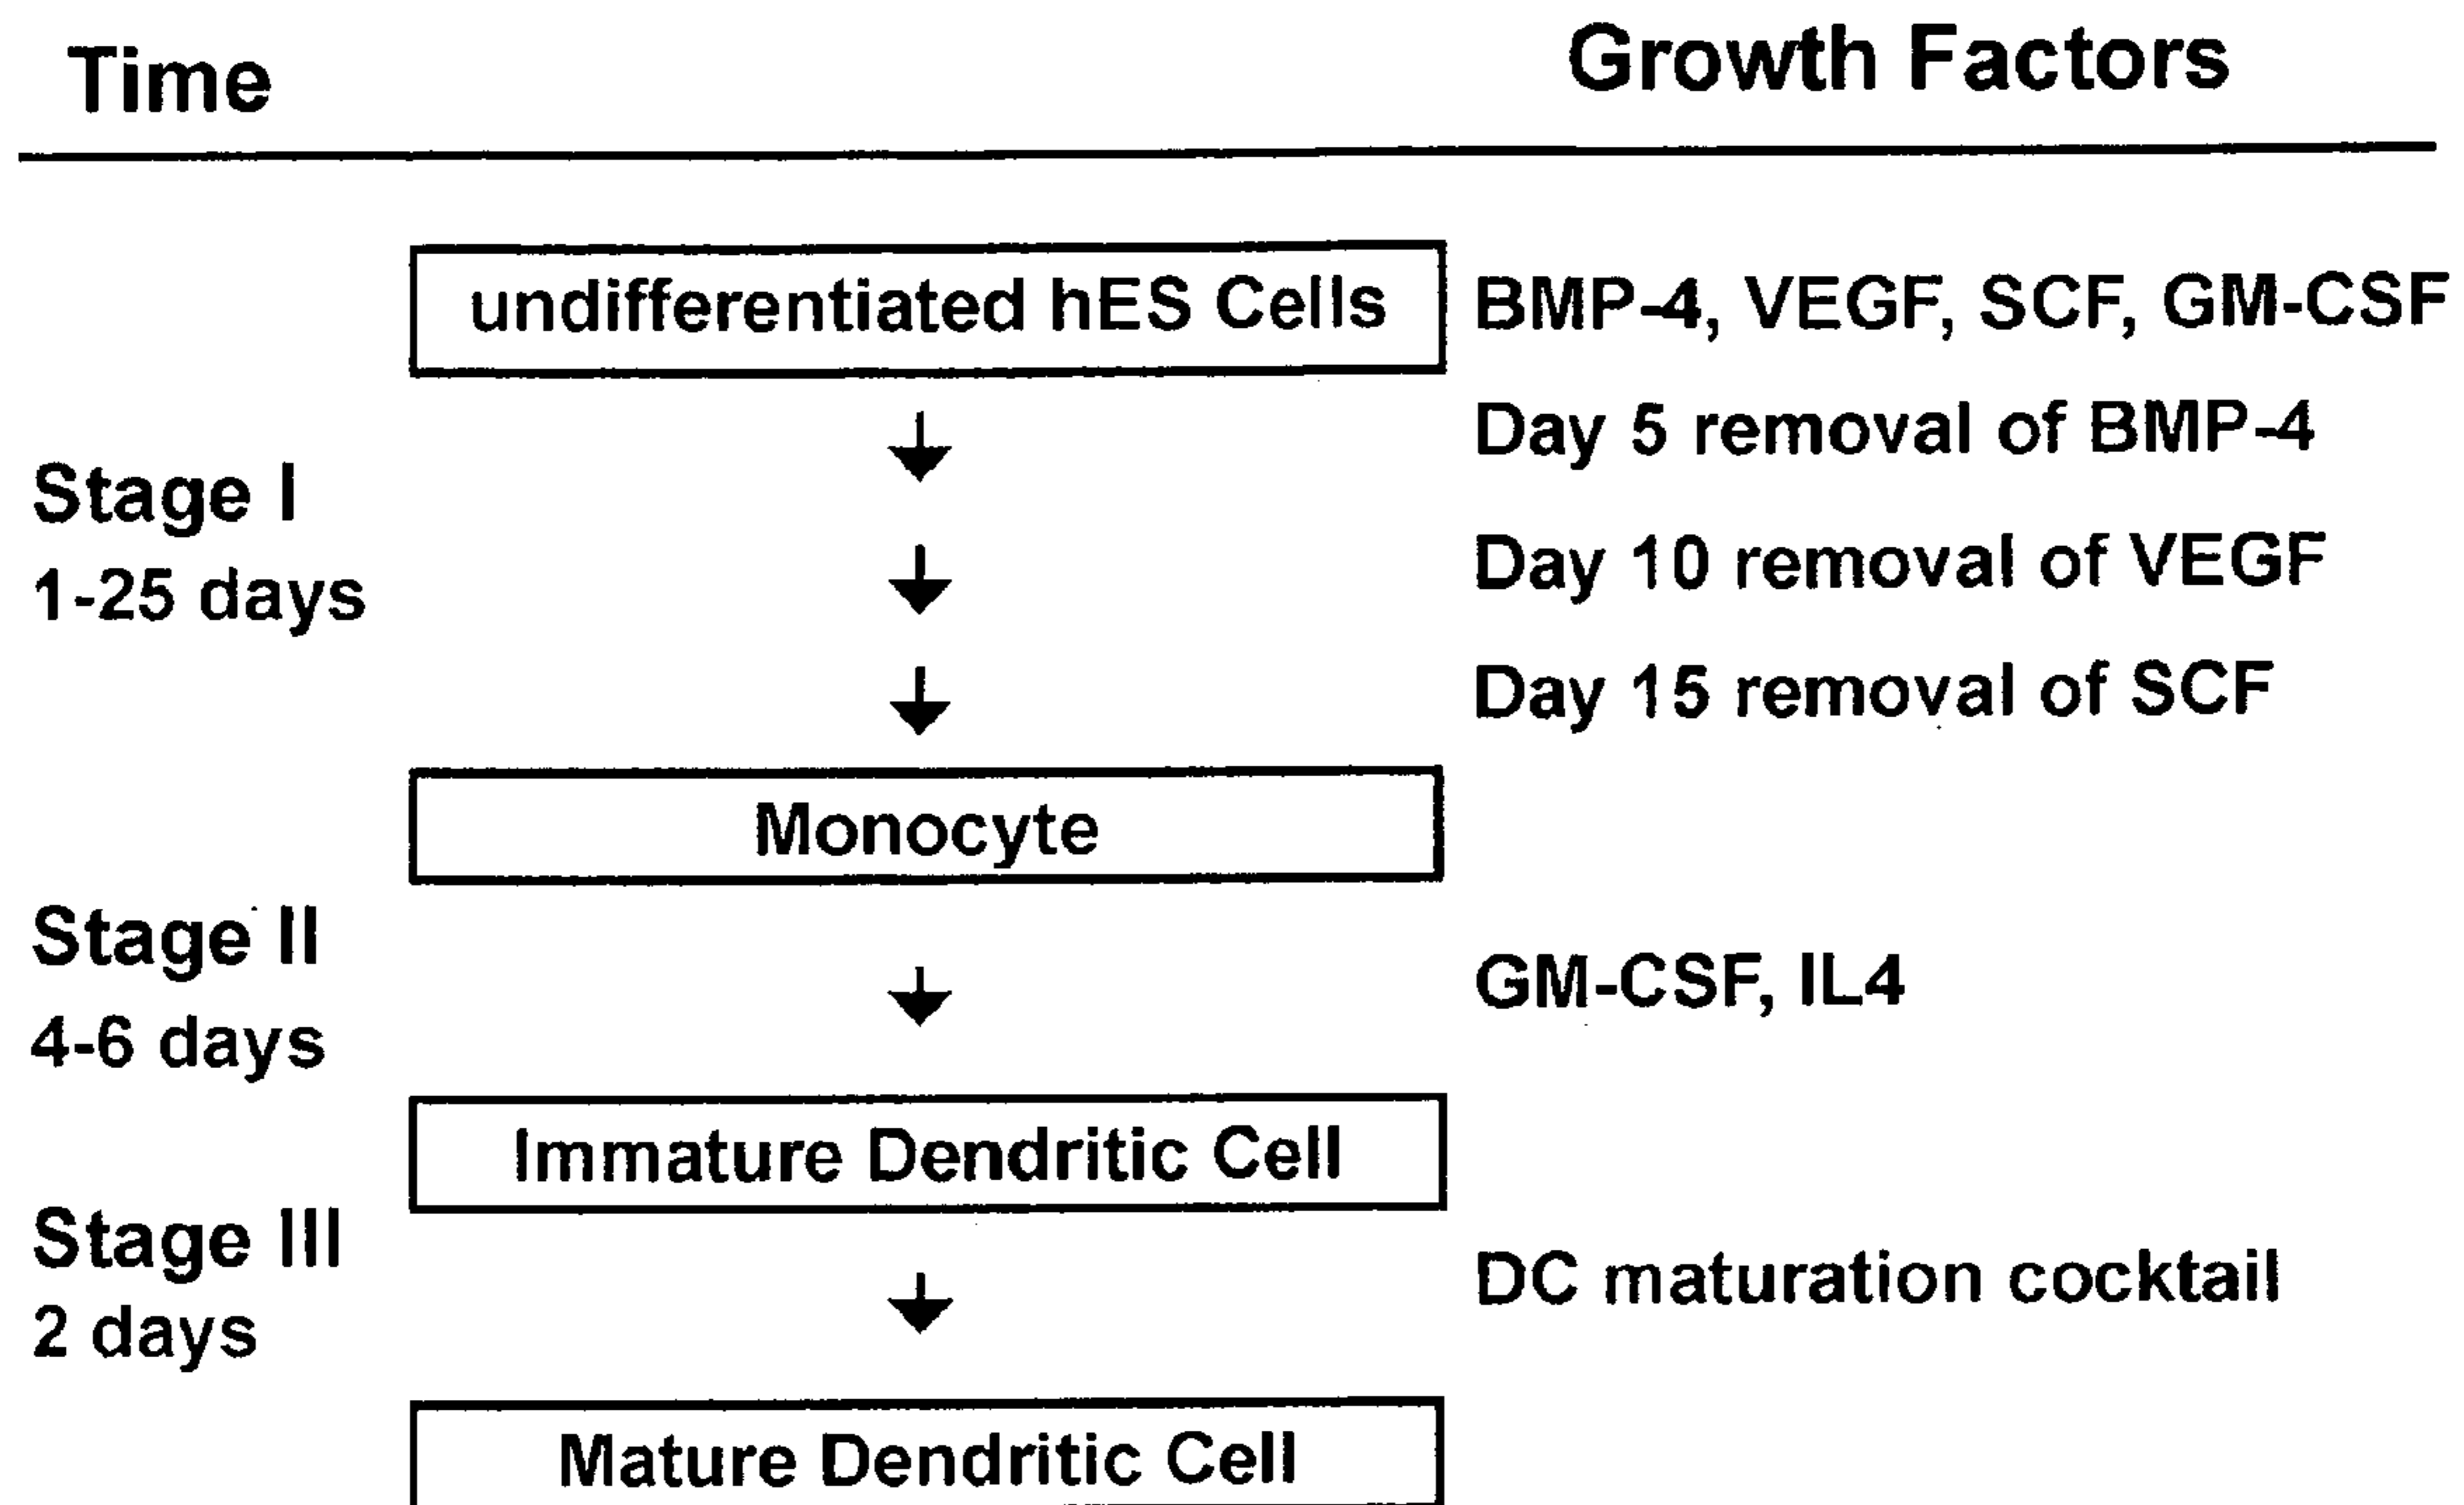 Time
Growth Factors
undifferentiated hES Cells
BMP-4, VEGF, SCF, GM-CSF
Day 5 removal of BMP-4
Stage I
1-25 days
Day 10 removal of VEGF
Day 15 removal of SCF
Monocyte
Stage II
4-6 days
GM-CSF, IL4
Immature Dendritic Cell
Stage III
2 days
DC maturation cocktail
Mature Dendritic Cell